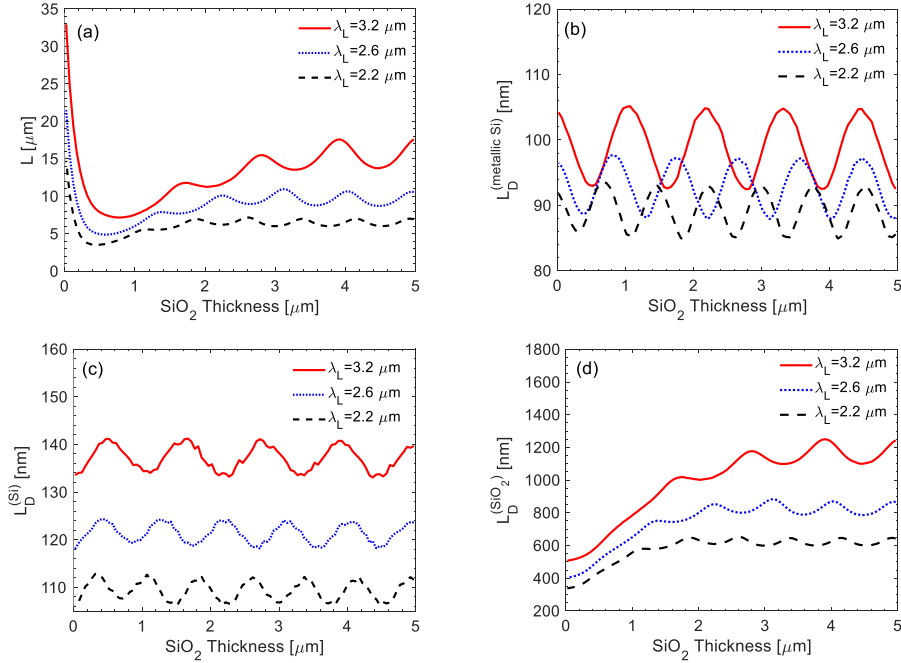 (a)
λL=3.2 μm
λL=2.6 μm
λL=2.2 μm
35
30
25
20
15
10
5
0
L [μm]
0 1 2 3 4 5
SiO2 Thickness [μm]
(b)
λL=3.2 μm
λL=2.6 μm
λL=2.2 μm
120
110
100
90
80
LD(metallic Si) [nm]
0 1 2 3 4 5
SiO2 Thickness [μm]
(c)
λL=3.2 μm
λL=2.6 μm
λL=2.2 μm
160
150
140
130
120
110
LD(Si) [nm]
0 1 2 3 4 5
SiO2 Thickness [μm]
(d)
λL=3.2 μm
λL=2.6 μm
λL=2.2 μm
1800
1600
1400
1200
1000
800
600
400
200
LD(SiO2) [nm]
0 1 2 3 4 5
SiO2 Thickness [μm]